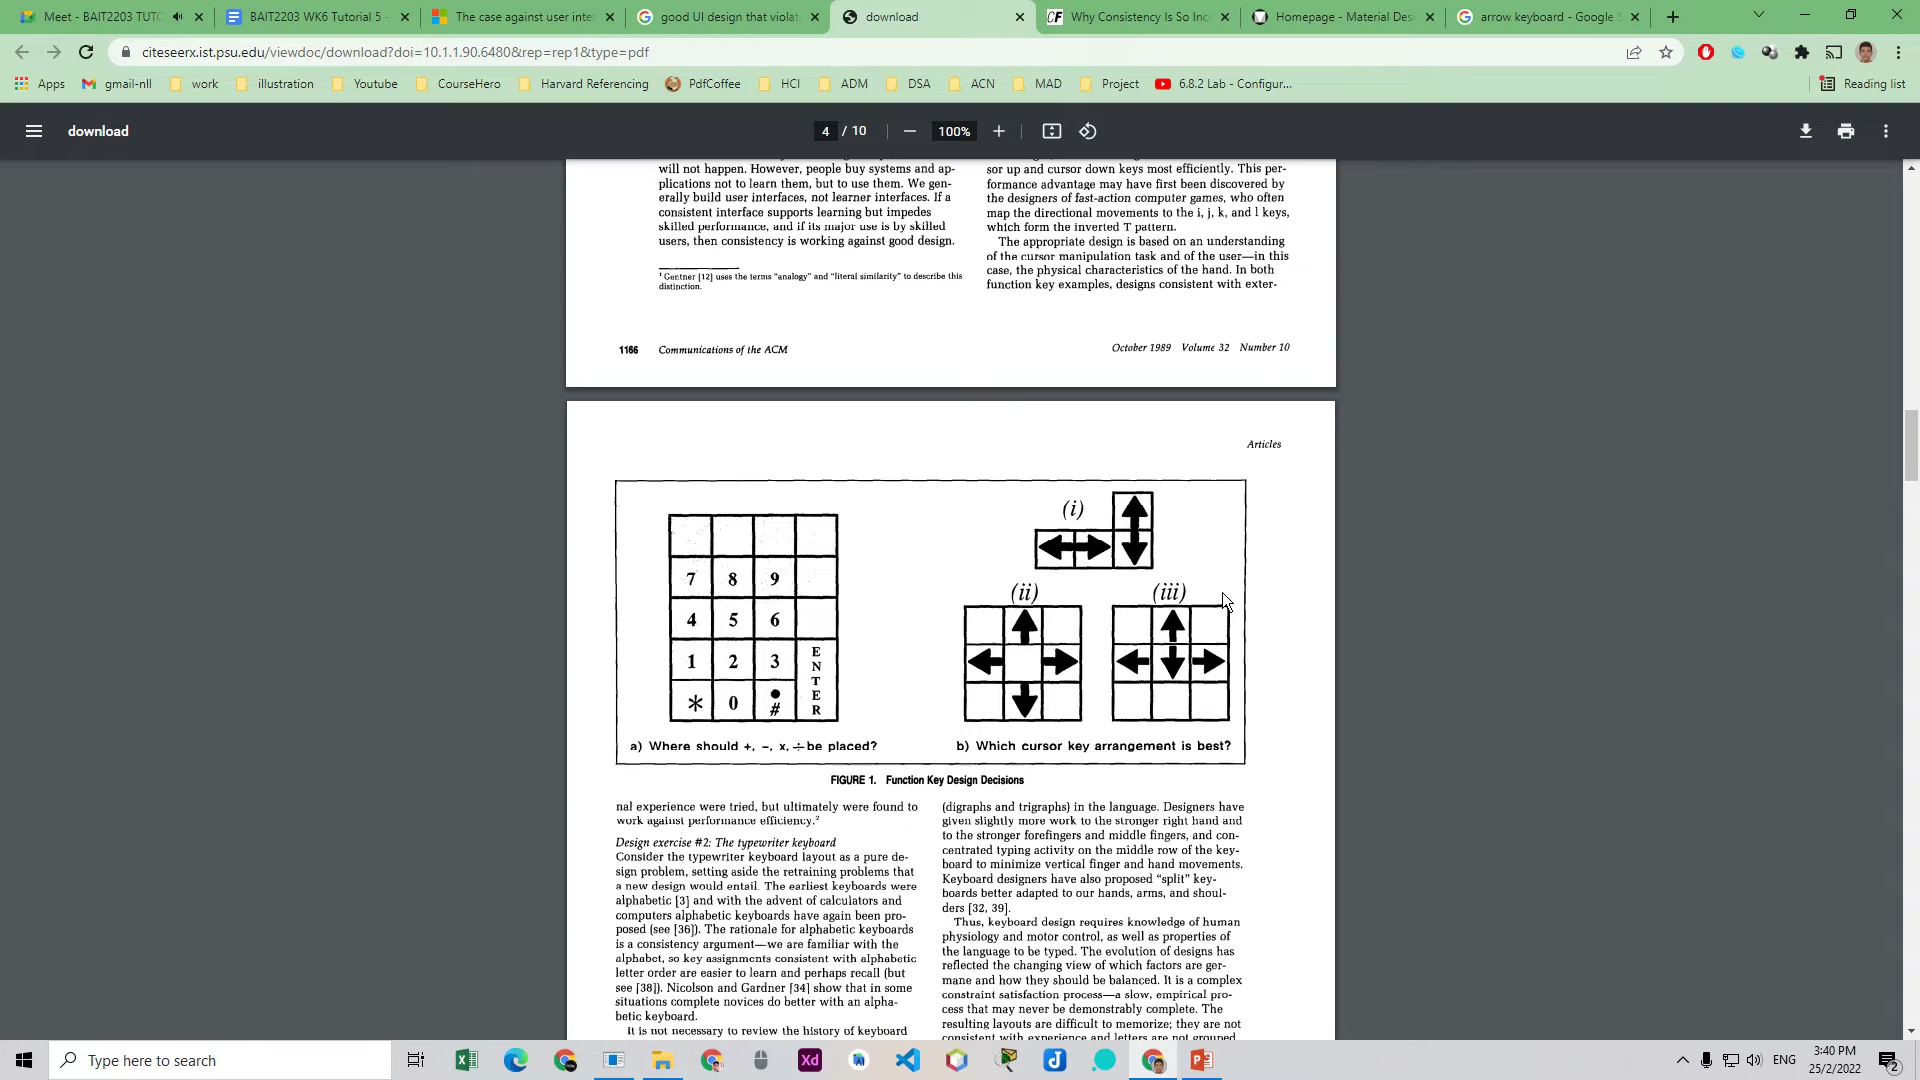 Meet - BAIT2203 TUTC
BAIT2203 WK6 Tutorial 5 -
The case against user inter
good UI design that violat
download
Why Consistency Is So Inc
Homepage - Material Des
arrow keyboard - Google S
citeseerx.ist.psu.edu/viewdoc/download?doi=10.1.1.90.6480&rep=rep1&type=pdf
Apps
gmail-nll
work
illustration
Youtube
CourseHero
Harvard Referencing
PdfCoffee
HCI
ADM
DSA
ACN
MAD
Project
6.8.2 Lab - Configur...
Reading list
download
4 / 10
100%
will not happen. However, people buy systems and ap-
plications not to learn them, but to use them. We gen-
erally build user interfaces, not learner interfaces. If a
consistent interface supports learning but impedes
skilled performance, and if its major use is by skilled
users, then consistency is working against good design.
¹ Gentner [12] uses the terms "analogy" and "literal similarity" to describe this
distinction.
sor up and cursor down keys most efficiently. This per-
formance advantage may have first been discovered by
the designers of fast-action computer games, who often
map the directional movements to the i, j, k, and l keys,
which form the inverted T pattern.
The appropriate design is based on an understanding
of the cursor manipulation task and of the user—in this
case, the physical characteristics of the hand. In both
function key examples, designs consistent with exter-
1166 Communications of the ACM
October 1989 Volume 32 Number 10
Articles
7 8 9
4 5 6
1 2 3
* 0 • #
ENTER
a) Where should +, −, x, ÷ be placed?
(i)
(ii)
(iii)
b) Which cursor key arrangement is best?
FIGURE 1. Function Key Design Decisions
nal experience were tried, but ultimately were found to
work against performance efficiency.²
Design exercise #2: The typewriter keyboard
Consider the typewriter keyboard layout as a pure de-
sign problem, setting aside the retraining problems that
a new design would entail. The earliest keyboards were
alphabetic [3] and with the advent of calculators and
computers alphabetic keyboards have again been pro-
posed (see [36]). The rationale for alphabetic keyboards
is a consistency argument—we are familiar with the
alphabet, so key assignments consistent with alphabetic
letter order are easier to learn and perhaps recall (but
see [38]). Nicolson and Gardner [34] show that in some
situations complete novices do better with an alpha-
betic keyboard.
It is not necessary to review the history of keyboard
(digraphs and trigraphs) in the language. Designers have
given slightly more work to the stronger right hand and
to the stronger forefingers and middle fingers, and con-
centrated typing activity on the middle row of the key-
board to minimize vertical finger and hand movements.
Keyboard designers have also proposed "split" key-
boards better adapted to our hands, arms, and shoul-
ders [32, 39].
Thus, keyboard design requires knowledge of human
physiology and motor control, as well as properties of
the language to be typed. The evolution of designs has
reflected the changing view of which factors are ger-
mane and how they should be balanced. It is a complex
constraint satisfaction process—a slow, empirical pro-
cess that may never be demonstrably complete. The
resulting layouts are difficult to memorize; they are not
consistent with experience and letters are not grouped
Type here to search
Xd
ENG
3:40 PM
25/2/2022
2